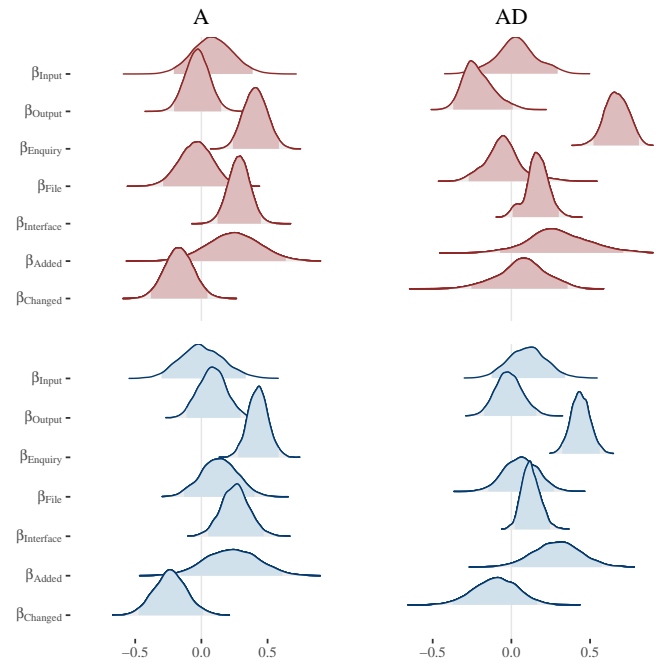 A AD
βInput
βOutput
βEnquiry
βFile
βInterface
βAdded
βChanged
βInput
βOutput
βEnquiry
βFile
βInterface
βAdded
βChanged
−0.5 0.0 0.5 −0.5 0.0 0.5